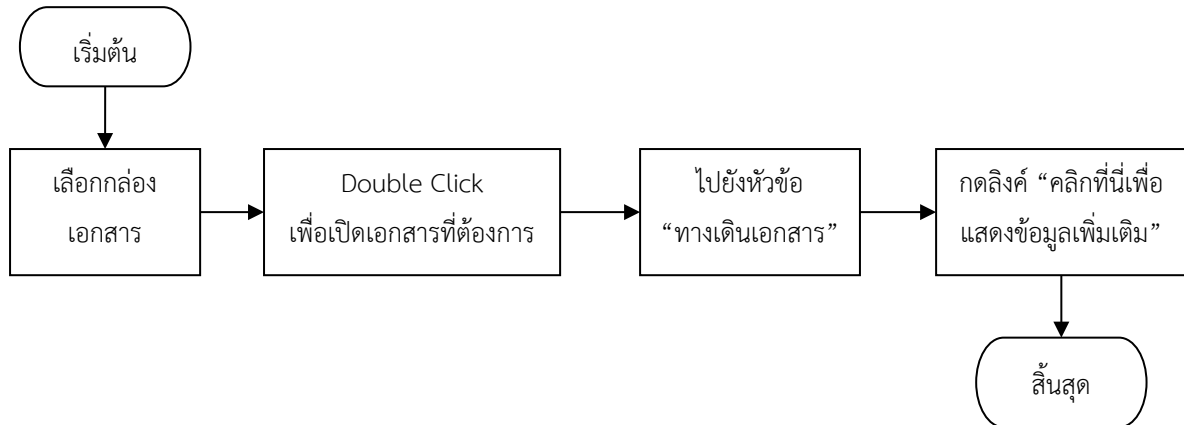 เริ่มต้น
เลือกกล่อง
เอกสาร
Double Click
เพื่อเปิดเอกสารที่ต้องการ
ไปยังหัวข้อ
“ทางเดินเอกสาร”
กดลิงค์ “คลิกที่นี่เพื่อ
แสดงข้อมูลเพิ่มเติม”
สิ้นสุด